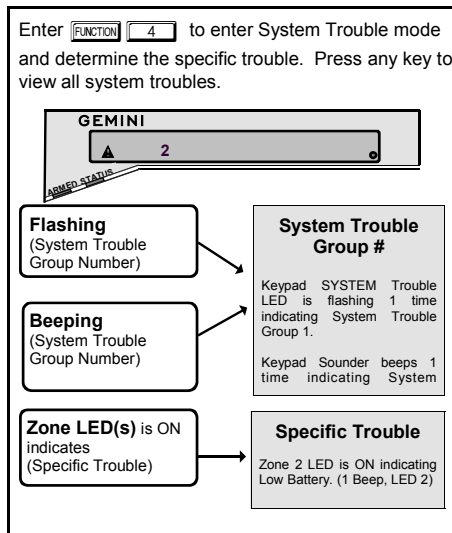 Enter FUNCTION 4 to enter System Trouble mode
and determine the specific trouble. Press any key to
view all system troubles.
GEMINI
2
ARMED STATUS
Flashing
(System Trouble
Group Number)
Beeping
(System Trouble
Group Number)
System Trouble
Group #
Keypad SYSTEM Trouble
LED is flashing 1 time
indicating System Trouble
Group 1.
Keypad Sounder beeps 1
time indicating System
Zone LED(s) is ON
indicates
(Specific Trouble)
Specific Trouble
Zone 2 LED is ON indicating
Low Battery. (1 Beep, LED 2)